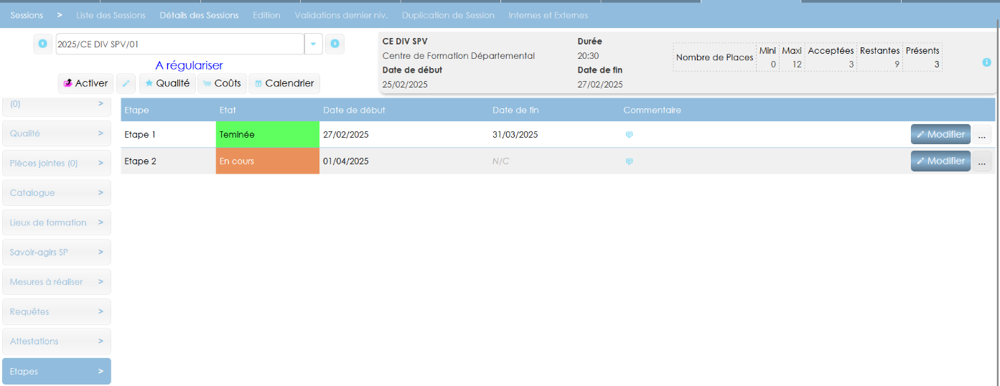 Sessions > Liste des Sessions Détails des Sessions Edition Validations dernier niv. Duplication de Session Internes et Externes
2025/CE DIV SPV/01
A régulariser
Activer Qualité Coûts Calendrier
CE DIV SPV Durée
Centre de Formation Départemental 20:30
Date de début Date de fin
25/02/2025 27/02/2025
Nombre de Places Mini Maxi Acceptées Restantes Présents
0 12 3 9 3
(0) >
Qualité >
Pièces jointes (0) >
Catalogue >
Lieux de formation >
Savoir-agirs SP >
Mesures à réaliser >
Requêtes >
Attestations >
Etapes >
Etape Etat Date de début Date de fin Commentaire
Etape 1 Teminée 27/02/2025 31/03/2025 Modifier ...
Etape 2 En cours 01/04/2025 N/C Modifier ...